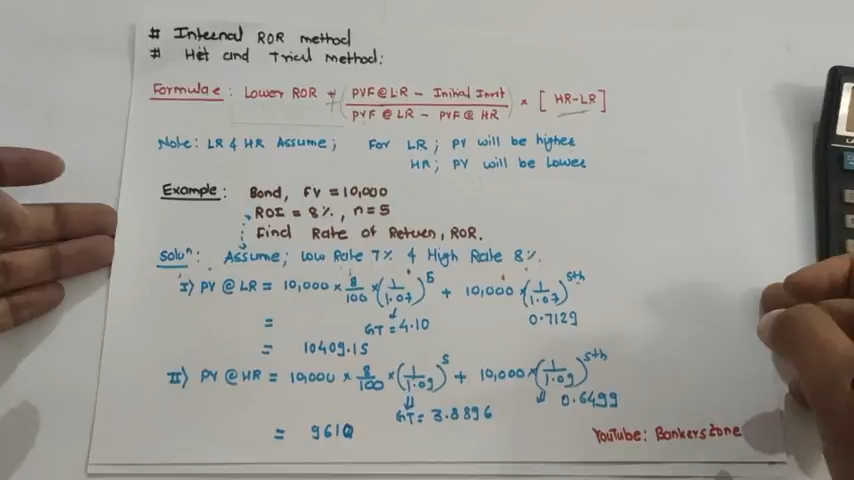 # Internal ROR method
# Het and Trial method:
Formulae: Lower ROR + ( PVF@LR - Initial Invt / PVF @ LR - PVF@ HR ) × [ HR-LR ]
Note: LR & HR Assume; For LR; PV will be higher
HR; PV will be Lower
Example: Bond, FV = 10,000
ROI = 8%, n=5
Find Rate of Return, ROR.
Soluⁿ: Assume; Low Rate 7% & High Rate 8%.
I) PV @ LR = 10,000 × 8/100 × (1/1.07)^5 + 10,000 × (1/1.07)^5th
= GT = 4.10 0.7129
= 10409.15
II) PV @ HR = 10,000 × 8/100 × (1/1.09)^5 + 10,000 × (1/1.09)^5th
GT = 3.8896 0.6499
= 9610
YouTube: BankersZone